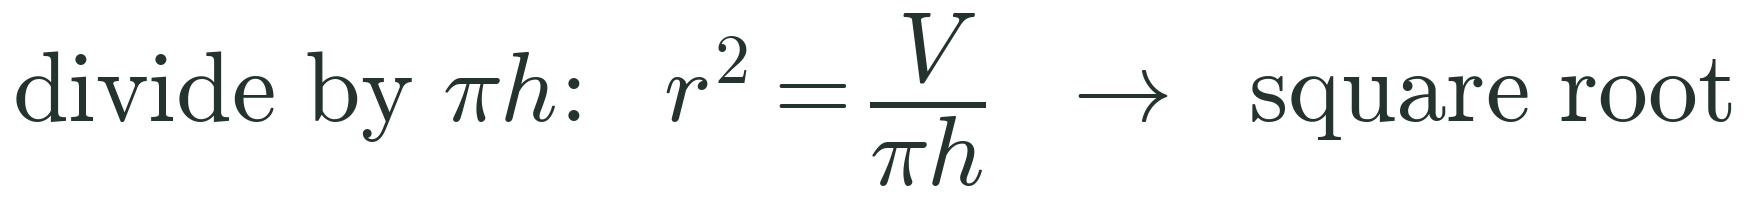 divide by πh: r² = V/πh → square root